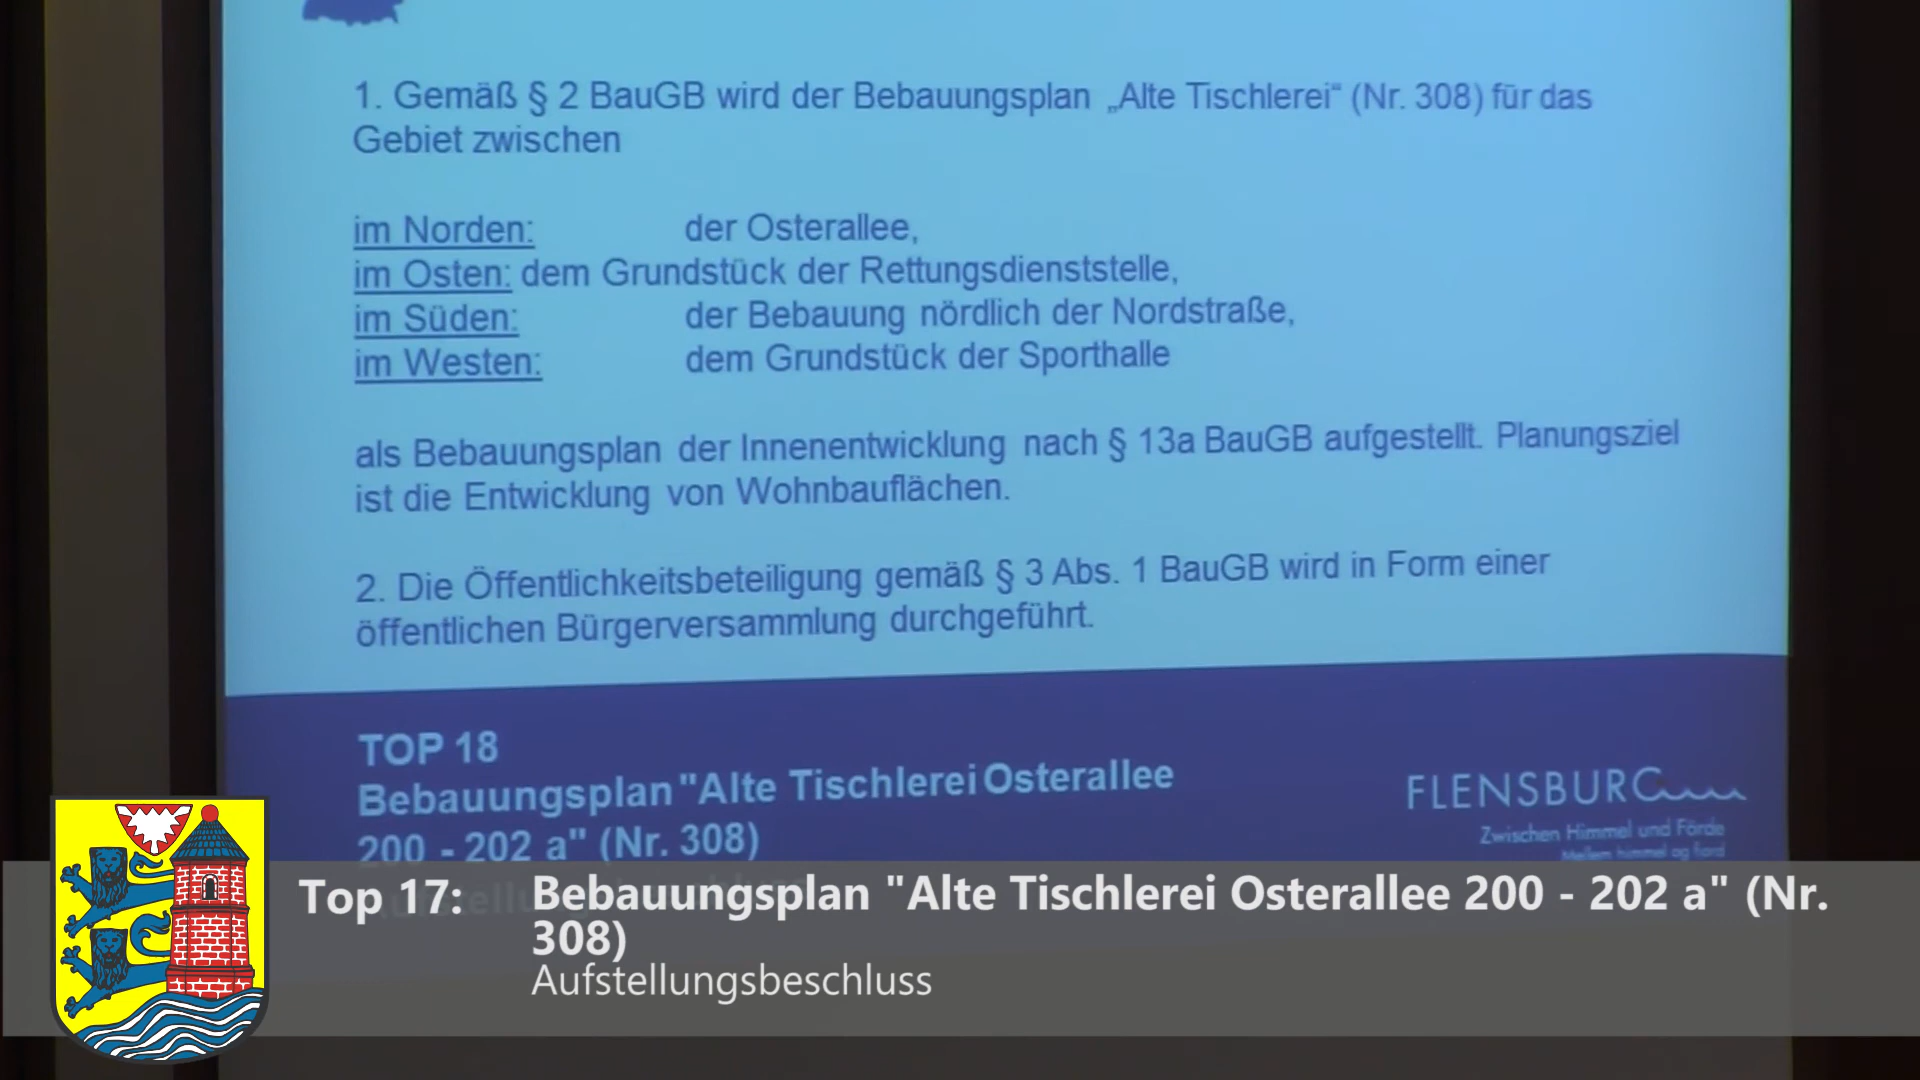 1. Gemäß § 2 BauGB wird der Bebauungsplan „Alte Tischlerei“ (Nr. 308) für das
Gebiet zwischen
im Norden: der Osterallee,
im Osten: dem Grundstück der Rettungsdienststelle,
im Süden: der Bebauung nördlich der Nordstraße,
im Westen: dem Grundstück der Sporthalle
als Bebauungsplan der Innenentwicklung nach § 13a BauGB aufgestellt. Planungsziel
ist die Entwicklung von Wohnbauflächen.
2. Die Öffentlichkeitsbeteiligung gemäß § 3 Abs. 1 BauGB wird in Form einer
öffentlichen Bürgerversammlung durchgeführt.
TOP 18
Bebauungsplan "Alte Tischlerei Osterallee
200 - 202 a" (Nr. 308)
FLENSBURG
Zwischen Himmel und Förde
Mellem himmel og fjord
Top 17: Bebauungsplan "Alte Tischlerei Osterallee 200 - 202 a" (Nr.
308)
Aufstellungsbeschluss